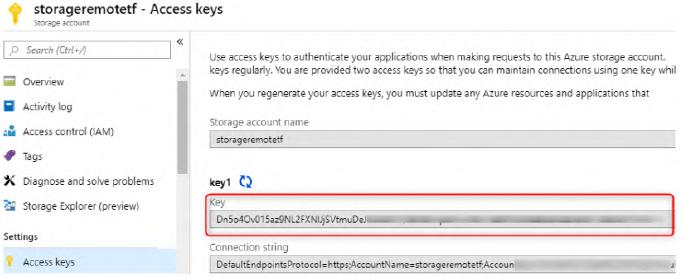 storageremotetf - Access keys
Storage account
Search (Ctrl+/)
«
Overview
Activity log
Access control (IAM)
Tags
Diagnose and solve problems
Storage Explorer (preview)
Settings
Access keys
Use access keys to authenticate your applications when making requests to this Azure storage account.
keys regularly. You are provided two access keys so that you can maintain connections using one key whil
When you regenerate your access keys, you must update any Azure resources and applications that
Storage account name
storageremotetf
key1
Key
Connection string
DefaultEndpointsProtocol=https;AccountName=storageremotetf;Accoun